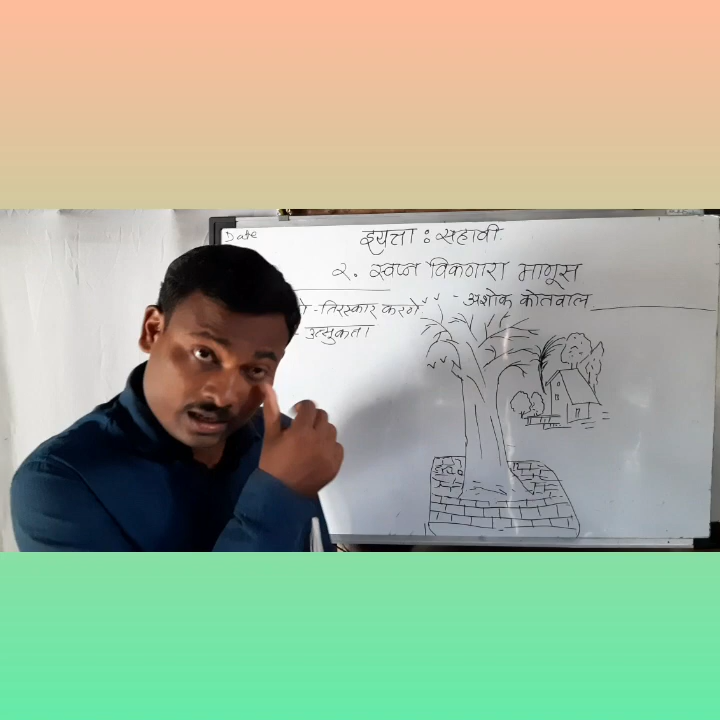 Date
इयत्ता : सहावी.
२. स्वप्न विकणारा माणूस
- अशोक कोतवाल
- तिरस्कार करणे
- उत्सुकता